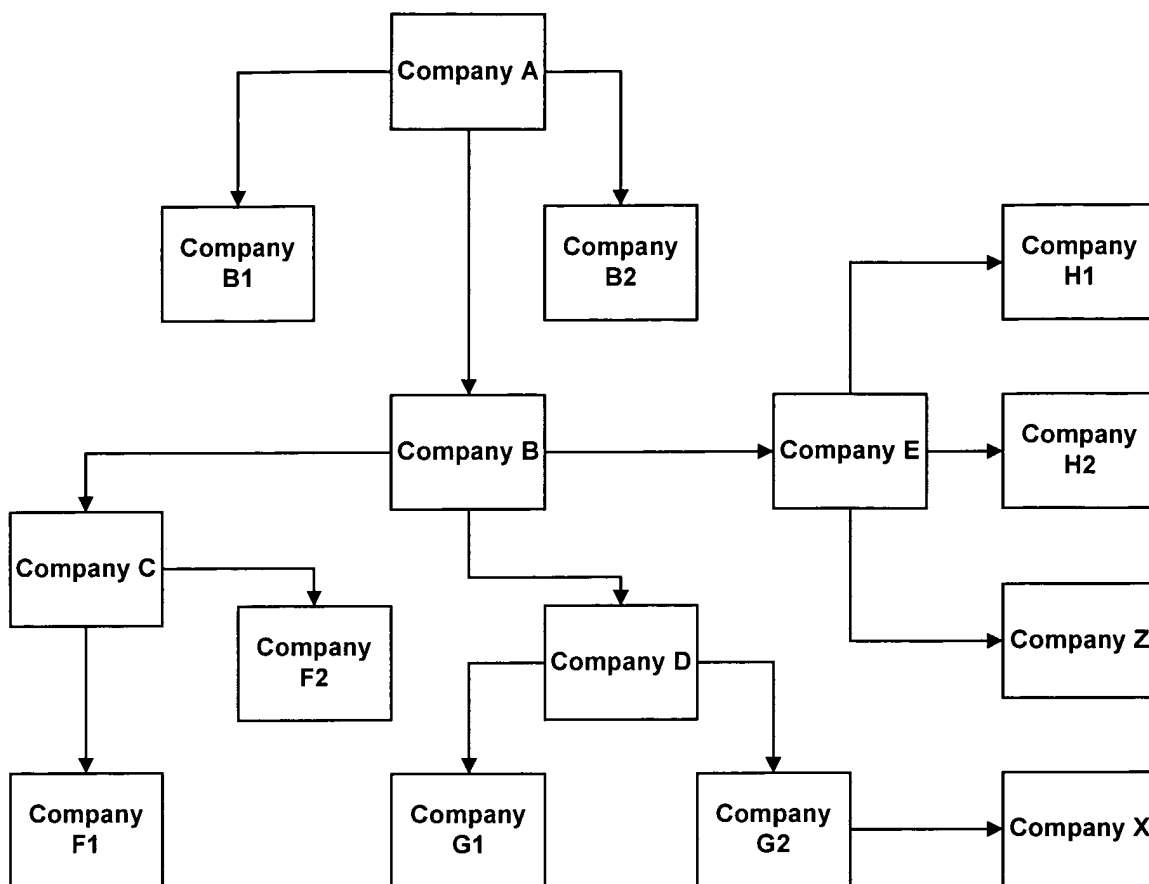 Company A
Company
B1
Company
B2
Company
H1
Company B
Company E
Company
H2
Company C
Company
F2
Company D
Company Z
Company
F1
Company
G1
Company
G2
Company X